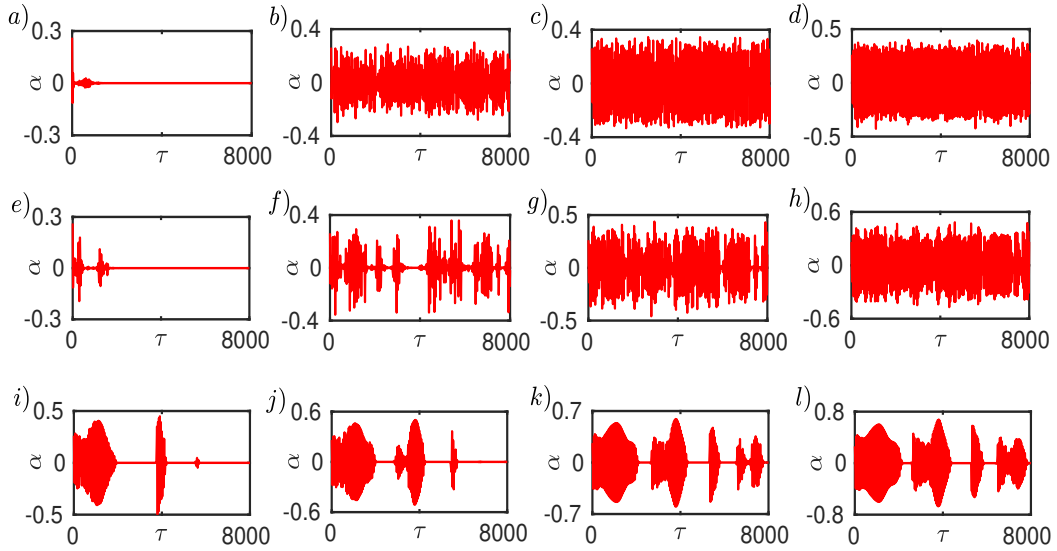 a) b) c) d)
0.3 0.4 0.4 0.5
α 0 α 0 α 0 α 0
-0.3 -0.4 -0.4 -0.5
0 τ 8000 0 τ 8000 0 τ 8000 0 τ 8000
e) f) g) h)
0.3 0.4 0.5 0.6
α 0 α 0 α 0 α 0
-0.3 -0.4 -0.5 -0.6
0 τ 8000 0 τ 8000 0 τ 8000 0 τ 8000
i) j) k) l)
0.5 0.6 0.7 0.8
α 0 α 0 α 0 α 0
-0.5 -0.6 -0.7 -0.8
0 τ 8000 0 τ 8000 0 τ 8000 0 τ 8000